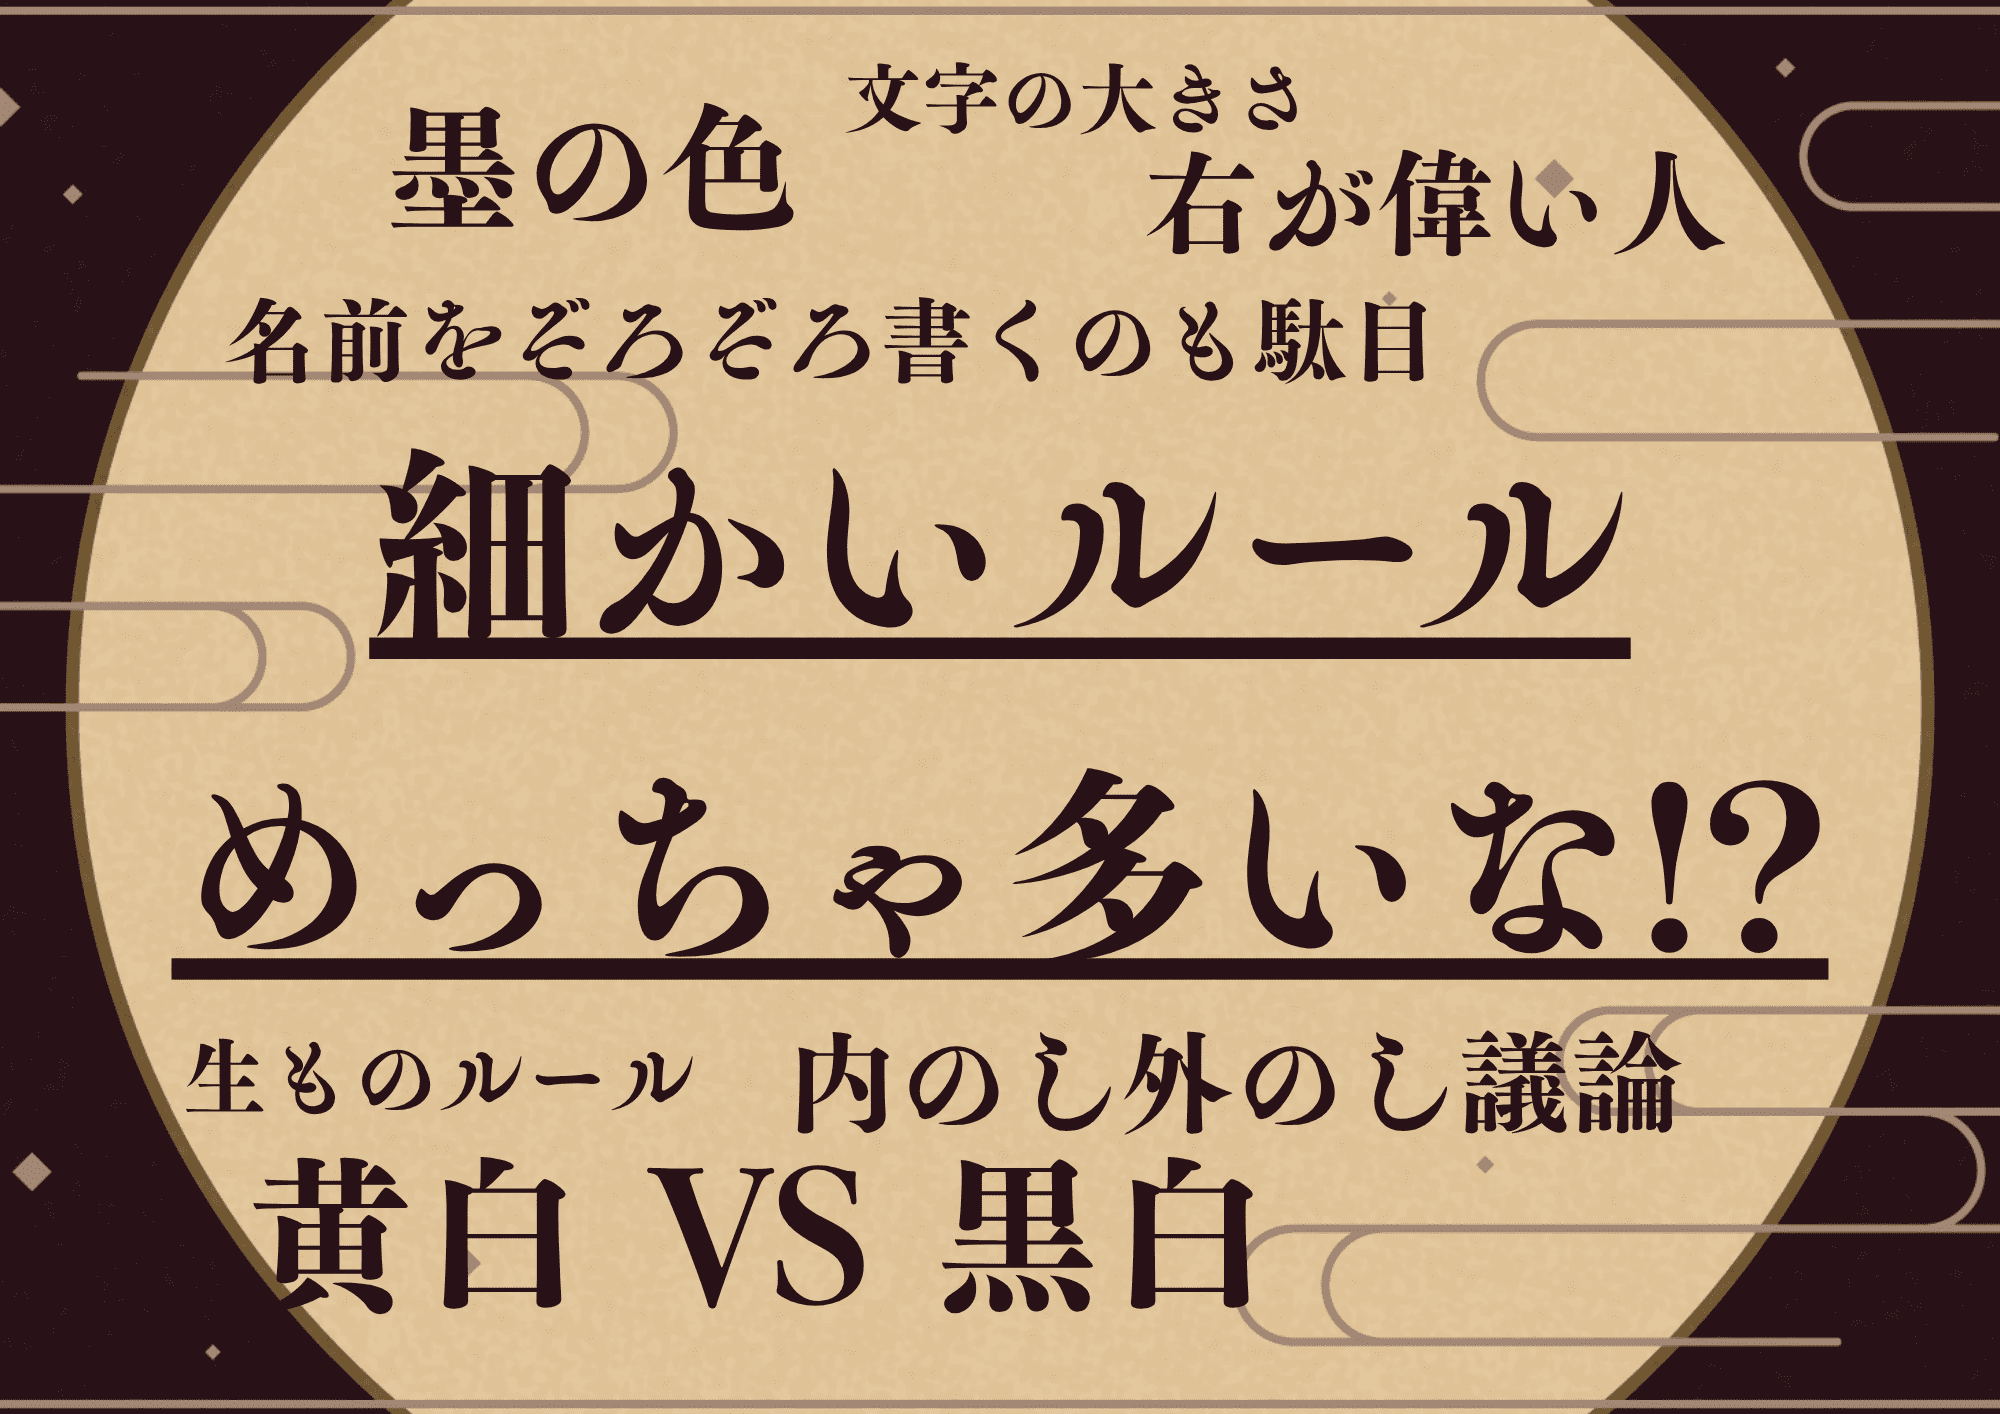 文字の大きさ
墨の色
右が偉い人
名前をぞろぞろ書くのも駄目
細かいルール
めっちゃ多いな!?
生ものルール
内のし外のし議論
黄白 VS 黒白